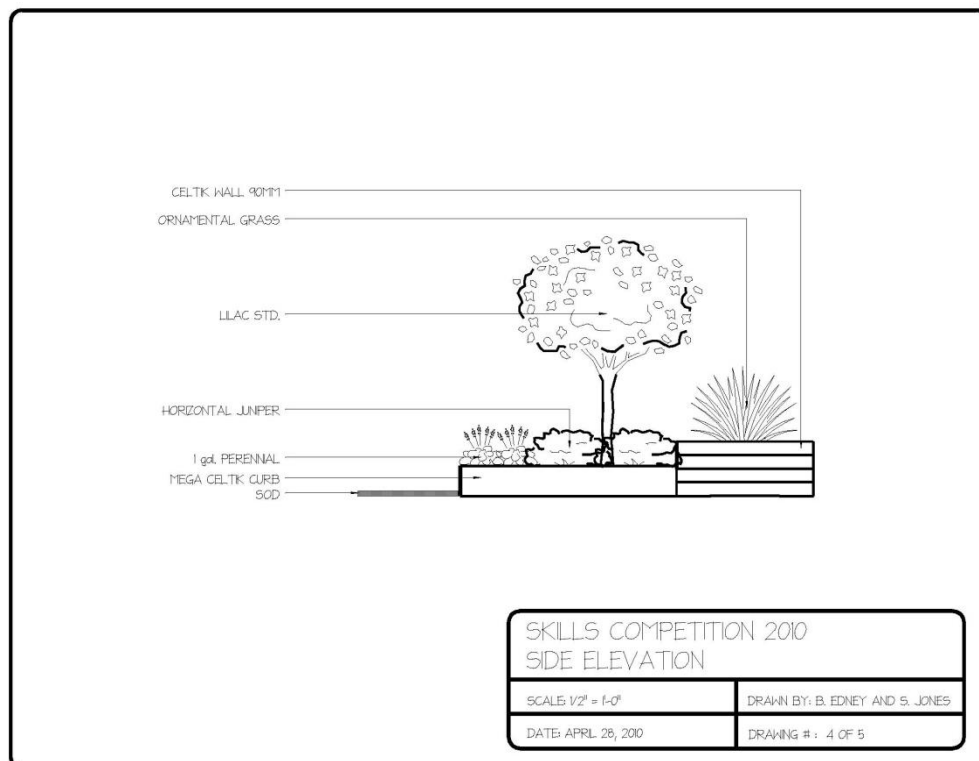 CELTIK WALL 90MM
ORNAMENTAL GRASS
LILAC STD.
HORIZONTAL JUNIPER
1 gal. PERENNIAL
MEGA CELTIK CURB
SOD
SKILLS COMPETITION 2010
SIDE ELEVATION
SCALE: 1/2" = 1'-0"
DRAWN BY: B. EDNEY AND S. JONES
DATE: APRIL 28, 2010
DRAWING # : 4 OF 5